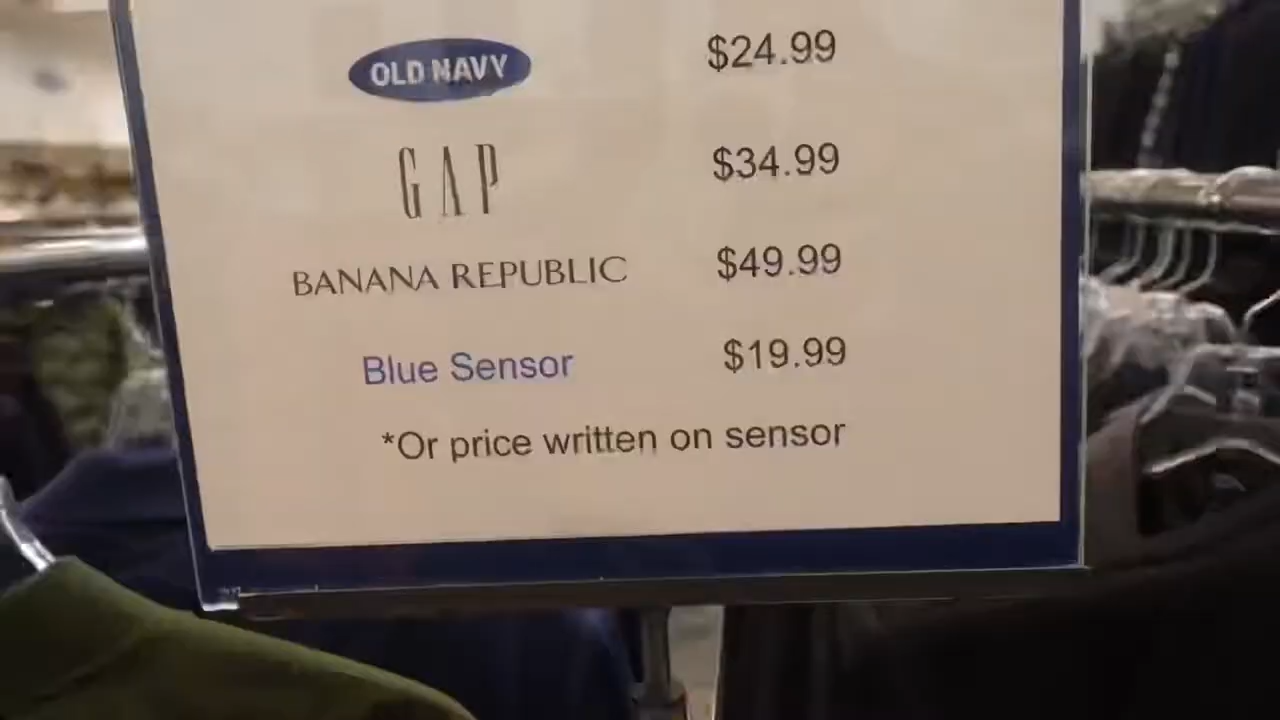 OLD NAVY $24.99
GAP $34.99
BANANA REPUBLIC $49.99
Blue Sensor $19.99
*Or price written on sensor